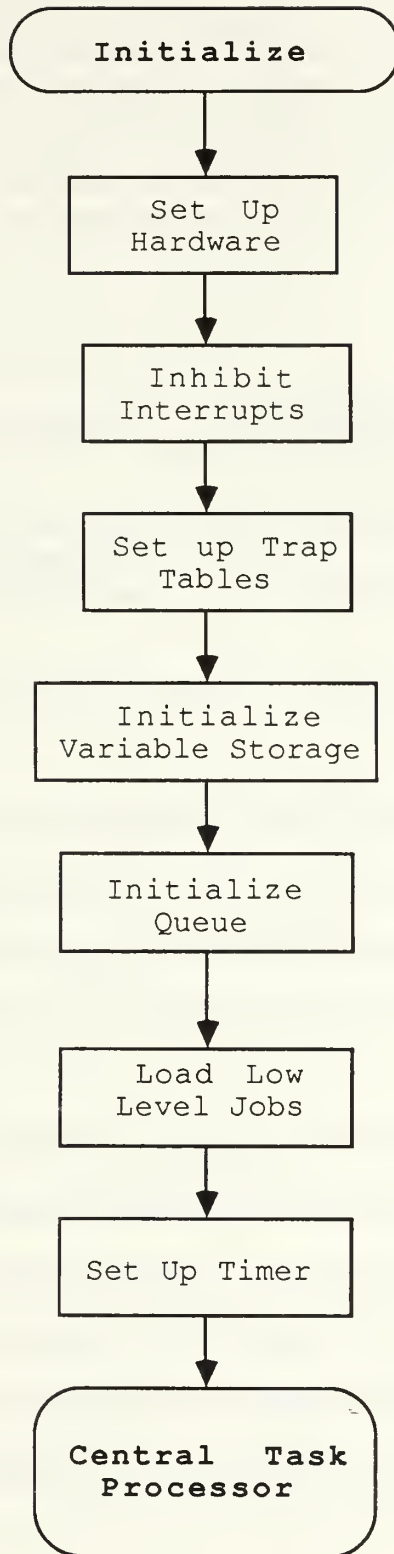 Initialize
Set Up
Hardware
Inhibit
Interrupts
Set up Trap
Tables
Initialize
Variable Storage
Initialize
Queue
Load Low
Level Jobs
Set Up Timer
Central Task
Processor